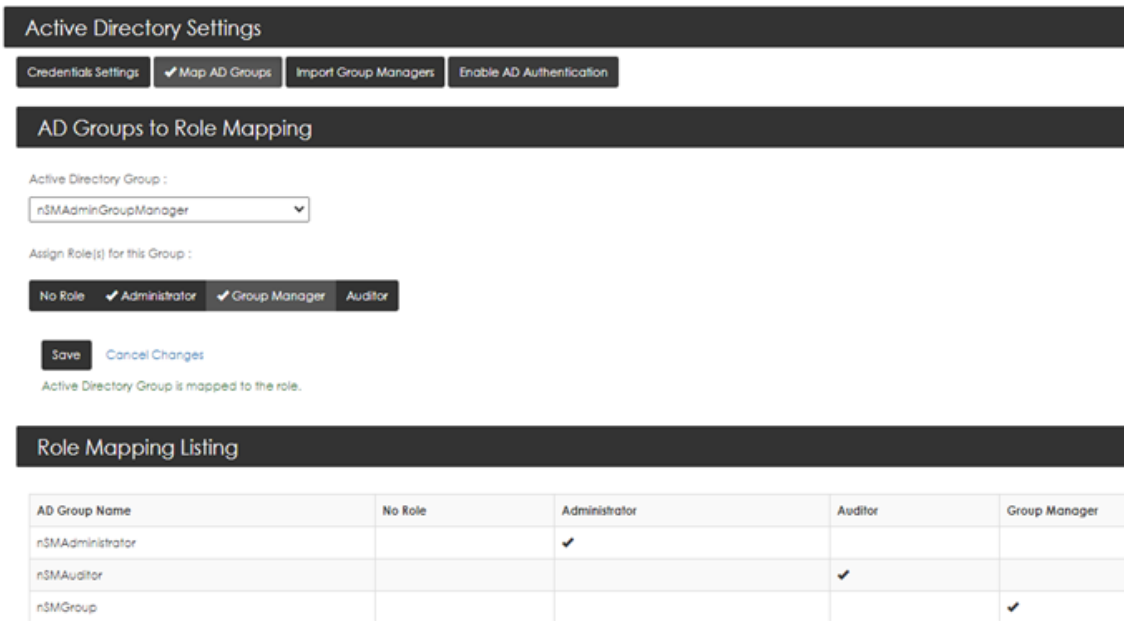 Active Directory Settings
Credentials Settings ✔ Map AD Groups Import Group Managers Enable AD Authentication
AD Groups to Role Mapping
Active Directory Group :
nSMAdminGroupManager
Assign Role(s) for this Group :
No Role ✔ Administrator ✔ Group Manager Auditor
Save Cancel Changes
Active Directory Group is mapped to the role.
Role Mapping Listing
AD Group Name No Role Administrator Auditor Group Manager
nSMAdministrator ✔
nSMAuditor ✔
nSMGroup ✔